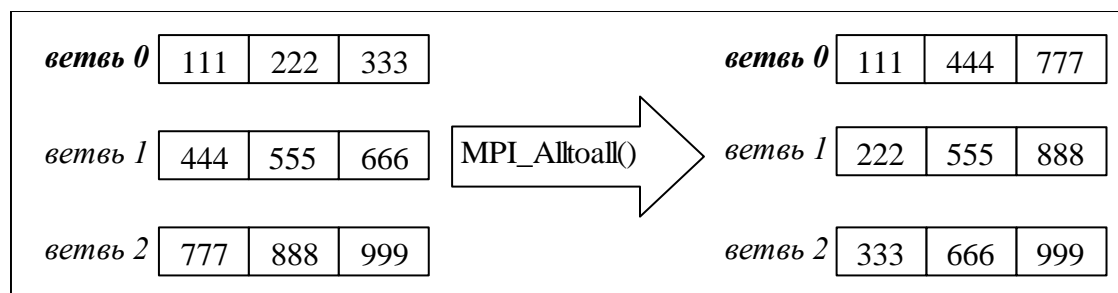 ветвь 0 111 222 333 ветвь 0 111 444 777
ветвь 1 444 555 666 MPI_Alltoall() ветвь 1 222 555 888
ветвь 2 777 888 999 ветвь 2 333 666 999